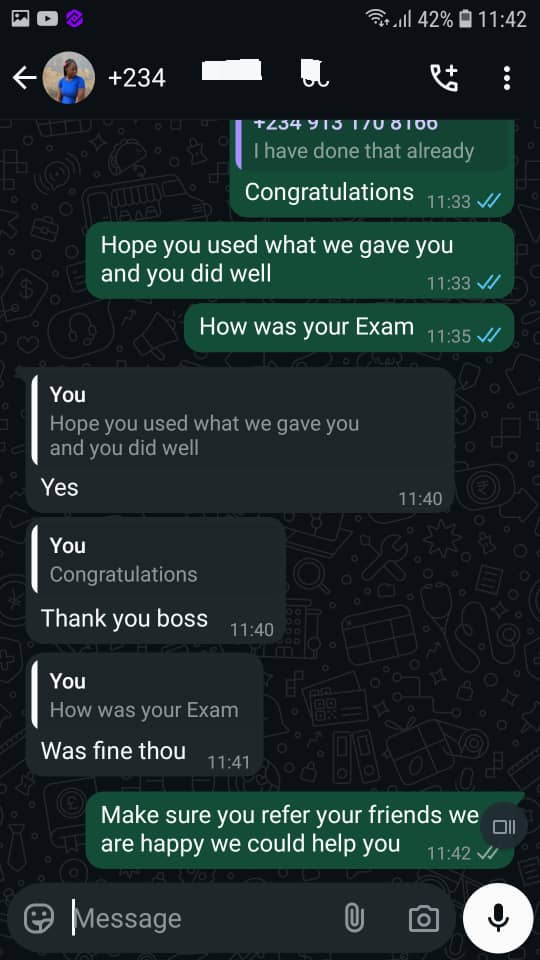 42% 11:42
+234
+234 913 170 8166
I have done that already
Congratulations 11:33
Hope you used what we gave you
and you did well 11:33
How was your Exam 11:35
You
Hope you used what we gave you
and you did well
Yes 11:40
You
Congratulations
Thank you boss 11:40
You
How was your Exam
Was fine thou 11:41
Make sure you refer your friends we
are happy we could help you 11:42
Message